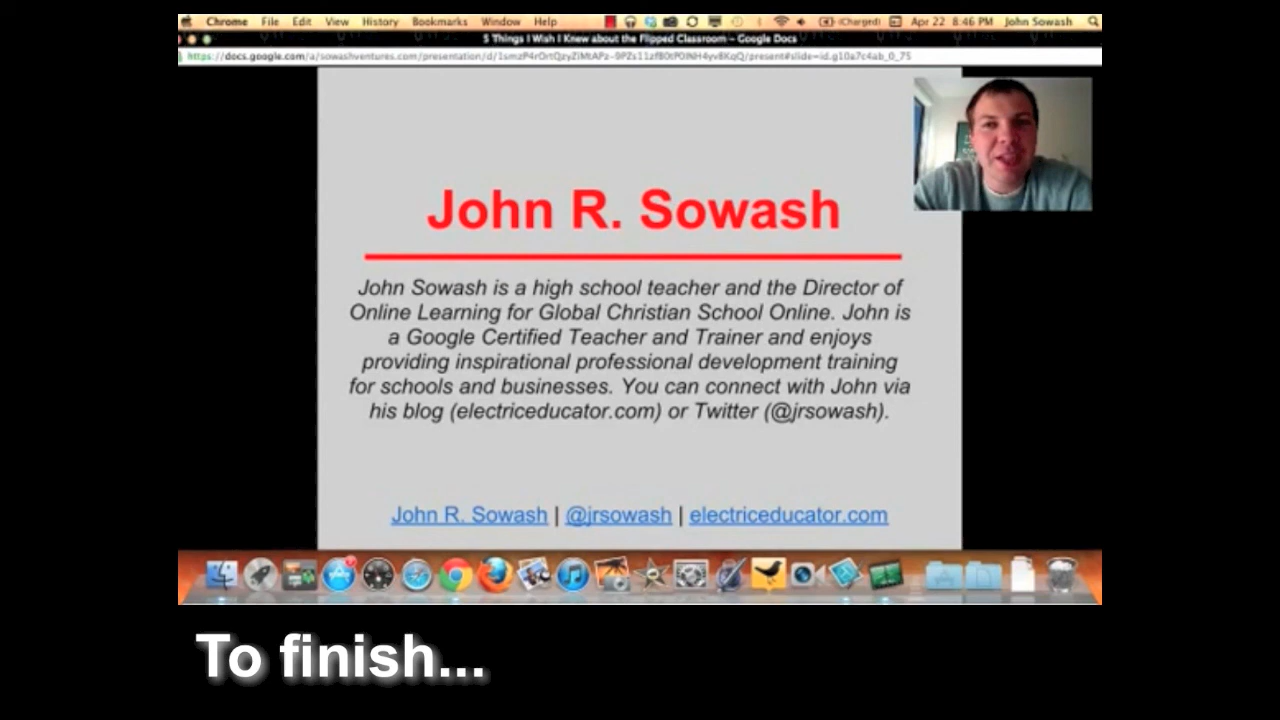 Chrome File Edit View History Bookmarks Window Help (Charged) Apr 22 8:46 PM John Sowash
5 Things I Wish I Knew about the Flipped Classroom – Google Docs
John R. Sowash
John Sowash is a high school teacher and the Director of
Online Learning for Global Christian School Online. John is
a Google Certified Teacher and Trainer and enjoys
providing inspirational professional development training
for schools and businesses. You can connect with John via
his blog (electriceducator.com) or Twitter (@jrsowash).
John R. Sowash | @jrsowash | electriceducator.com
To finish...